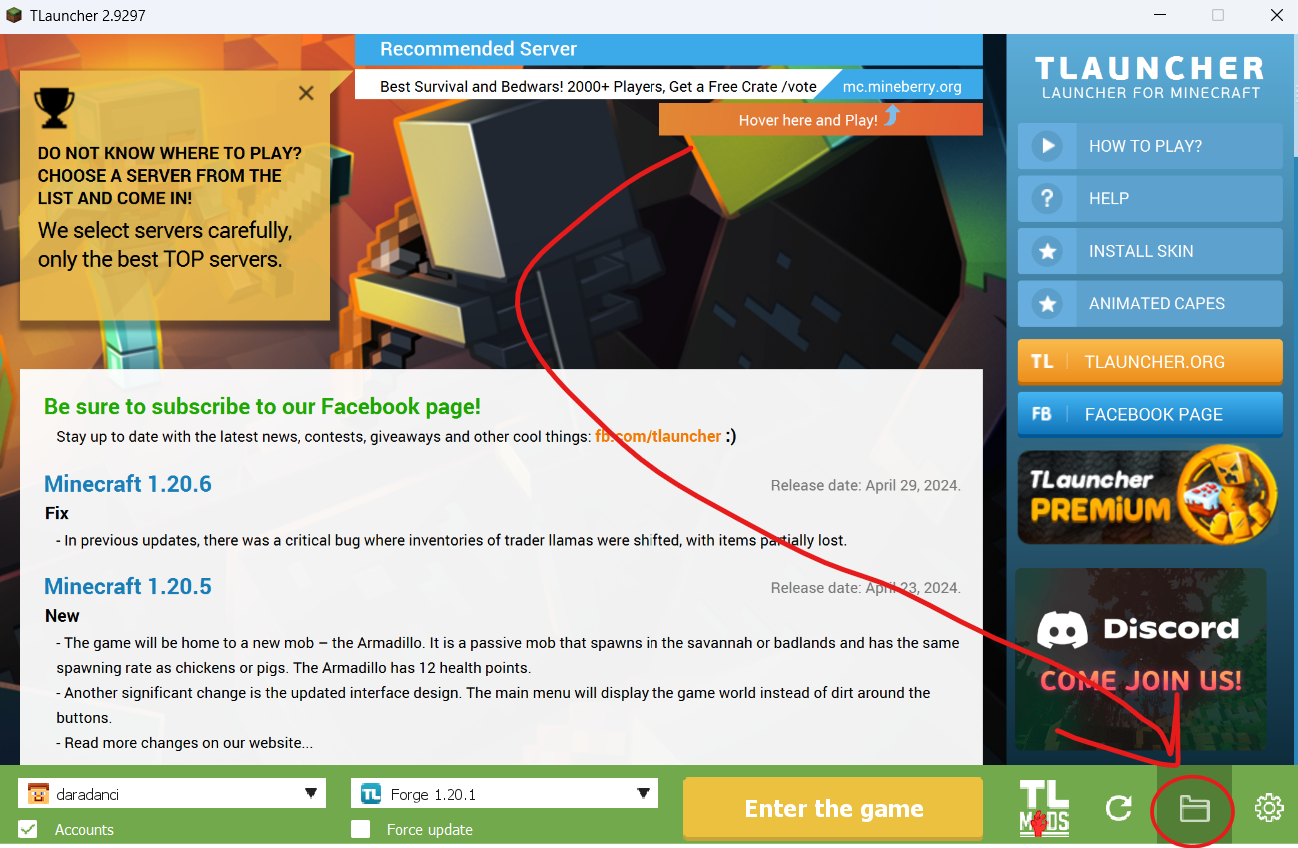 TLauncher 2.9297
Recommended Server
Best Survival and Bedwars! 2000+ Players, Get a Free Crate /vote
mc.mineberry.org
Hover here and Play!
DO NOT KNOW WHERE TO PLAY?
CHOOSE A SERVER FROM THE
LIST AND COME IN!
We select servers carefully,
only the best TOP servers.
Be sure to subscribe to our Facebook page!
Stay up to date with the latest news, contests, giveaways and other cool things: fb.com/tlauncher :)
Minecraft 1.20.6
Release date: April 29, 2024.
Fix
- In previous updates, there was a critical bug where inventories of trader llamas were shifted, with items partially lost.
Minecraft 1.20.5
Release date: April 23, 2024.
New
- The game will be home to a new mob – the Armadillo. It is a passive mob that spawns in the savannah or badlands and has the same
spawning rate as chickens or pigs. The Armadillo has 12 health points.
- Another significant change is the updated interface design. The main menu will display the game world instead of dirt around the
buttons.
- Read more changes on our website...
TLAUNCHER
LAUNCHER FOR MINECRAFT
HOW TO PLAY?
? HELP
INSTALL SKIN
ANIMATED CAPES
TL TLAUNCHER.ORG
FB FACEBOOK PAGE
TLauncher
PREMiUM
Discord
COME JOIN US!
daradanci
Accounts
TL Forge 1.20.1
Force update
Enter the game
TL
MODS